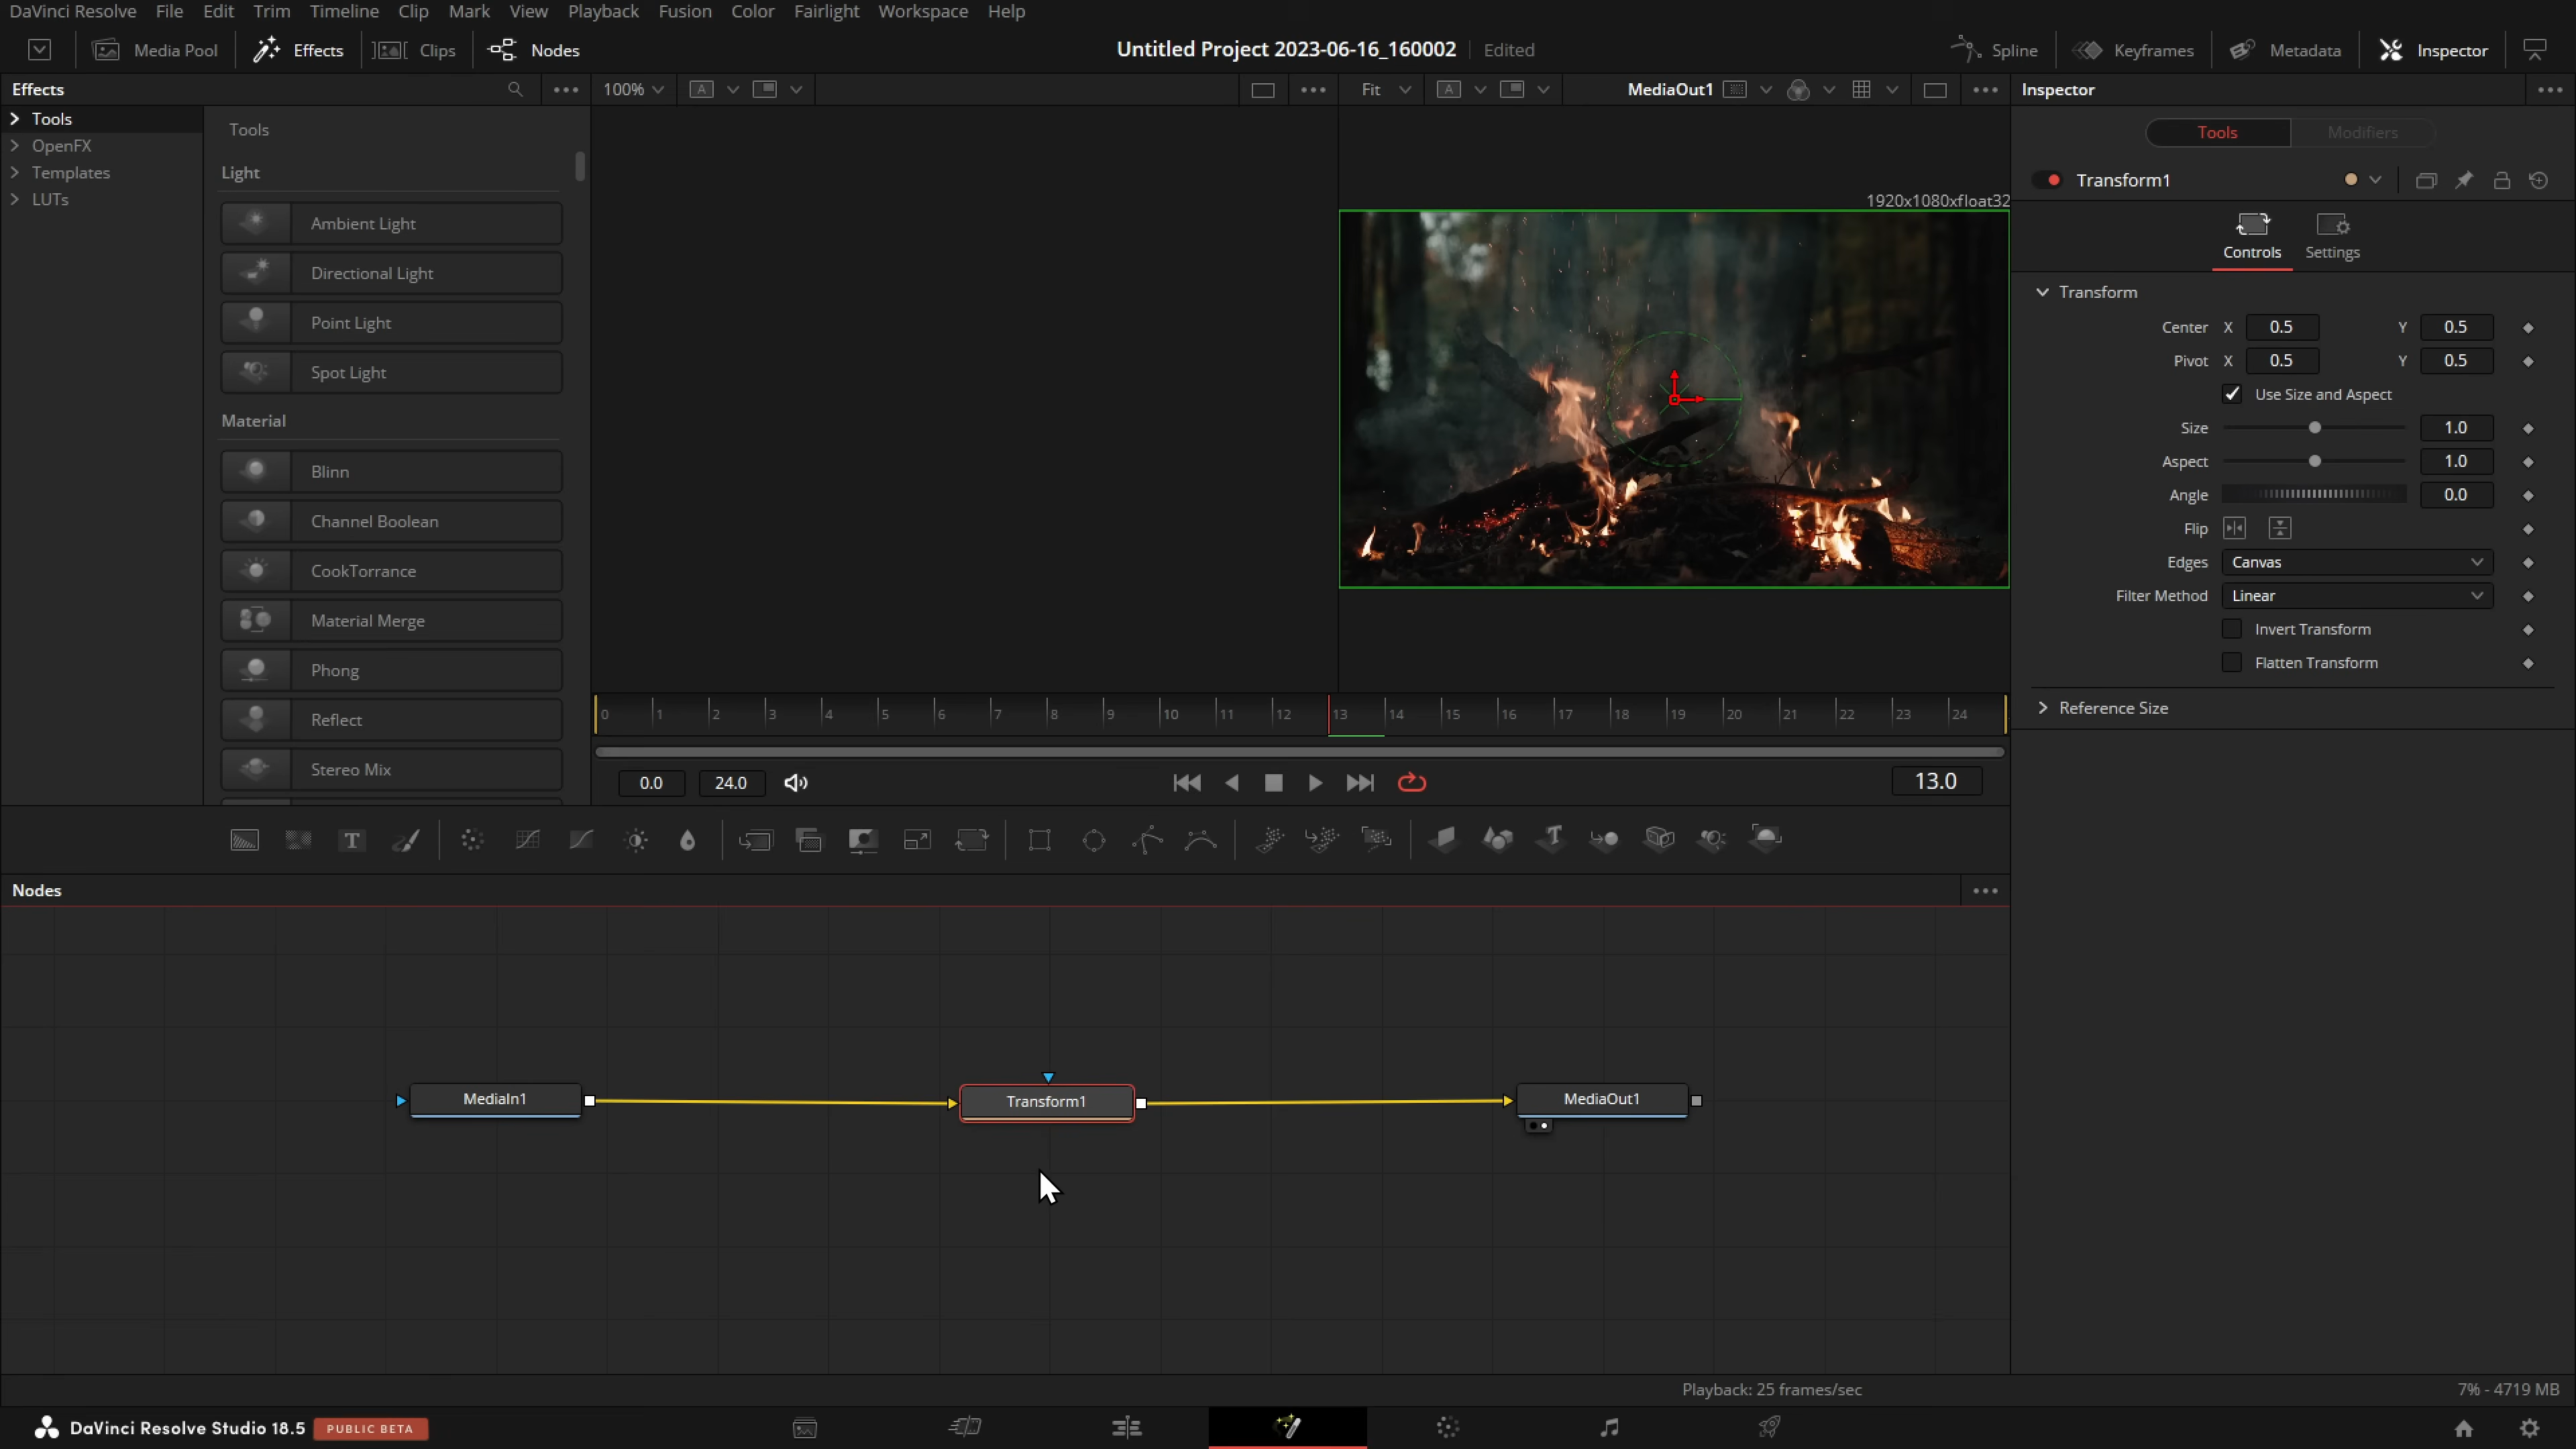 DaVinci Resolve File Edit Trim Timeline Clip Mark View Playback Fusion Color Fairlight Workspace Help
Media Pool Effects Clips Nodes Untitled Project 2023-06-16_160002 Edited Spline Keyframes Metadata Inspector
Effects 100% A Fit A MediaOut1 Inspector
Tools
OpenFX
Templates
LUTs
Tools
Light
Ambient Light
Directional Light
Point Light
Spot Light
Material
Blinn
Channel Boolean
CookTorrance
Material Merge
Phong
Reflect
Stereo Mix
1920x1080xfloat32
0 1 2 3 4 5 6 7 8 9 10 11 12 13 14 15 16 17 18 19 20 21 22 23 24
0.0 24.0 13.0
Tools Modifiers
Transform1
Controls Settings
Transform
Center X 0.5 Y 0.5
Pivot X 0.5 Y 0.5
Use Size and Aspect
Size 1.0
Aspect 1.0
Angle 0.0
Flip
Edges Canvas
Filter Method Linear
Invert Transform
Flatten Transform
Reference Size
T T
Nodes
MediaIn1 Transform1 MediaOut1
Playback: 25 frames/sec 7% - 4719 MB
DaVinci Resolve Studio 18.5 PUBLIC BETA